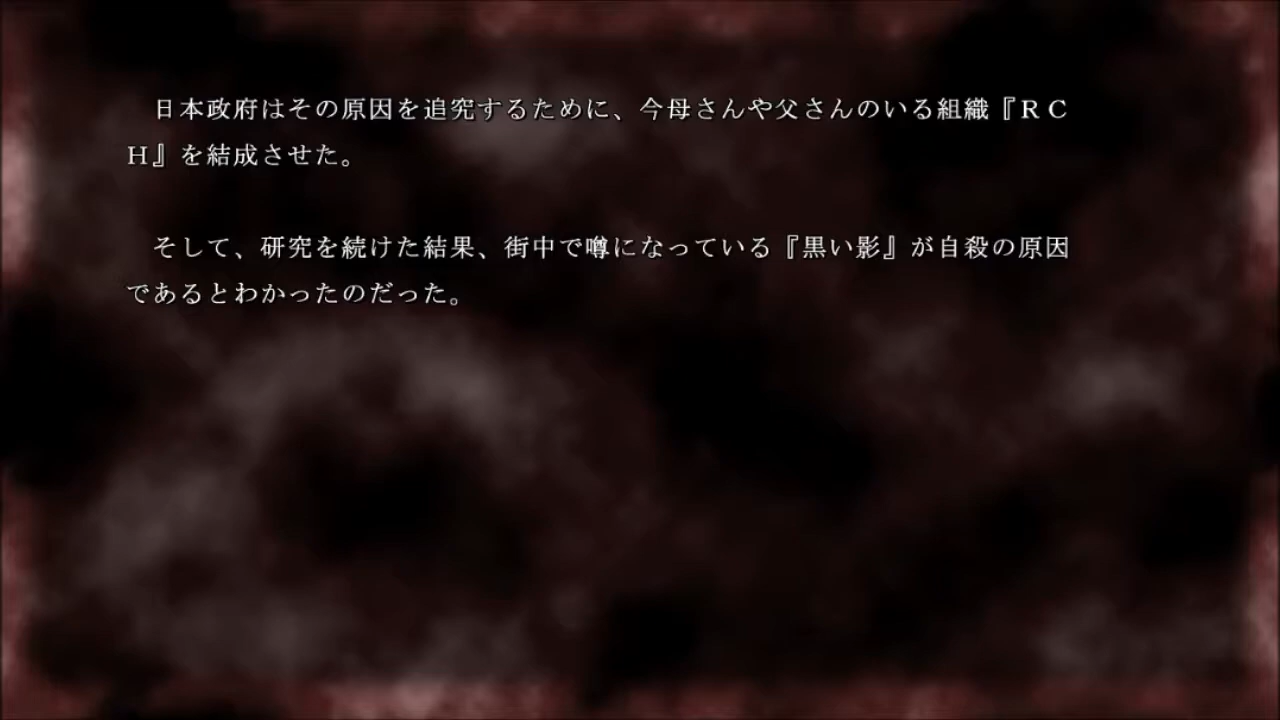 日本政府はその原因を追究するために、今母さんや父さんのいる組織『ＲＣ
Ｈ』を結成させた。
そして、研究を続けた結果、街中で噂になっている『黒い影』が自殺の原因
であるとわかったのだった。